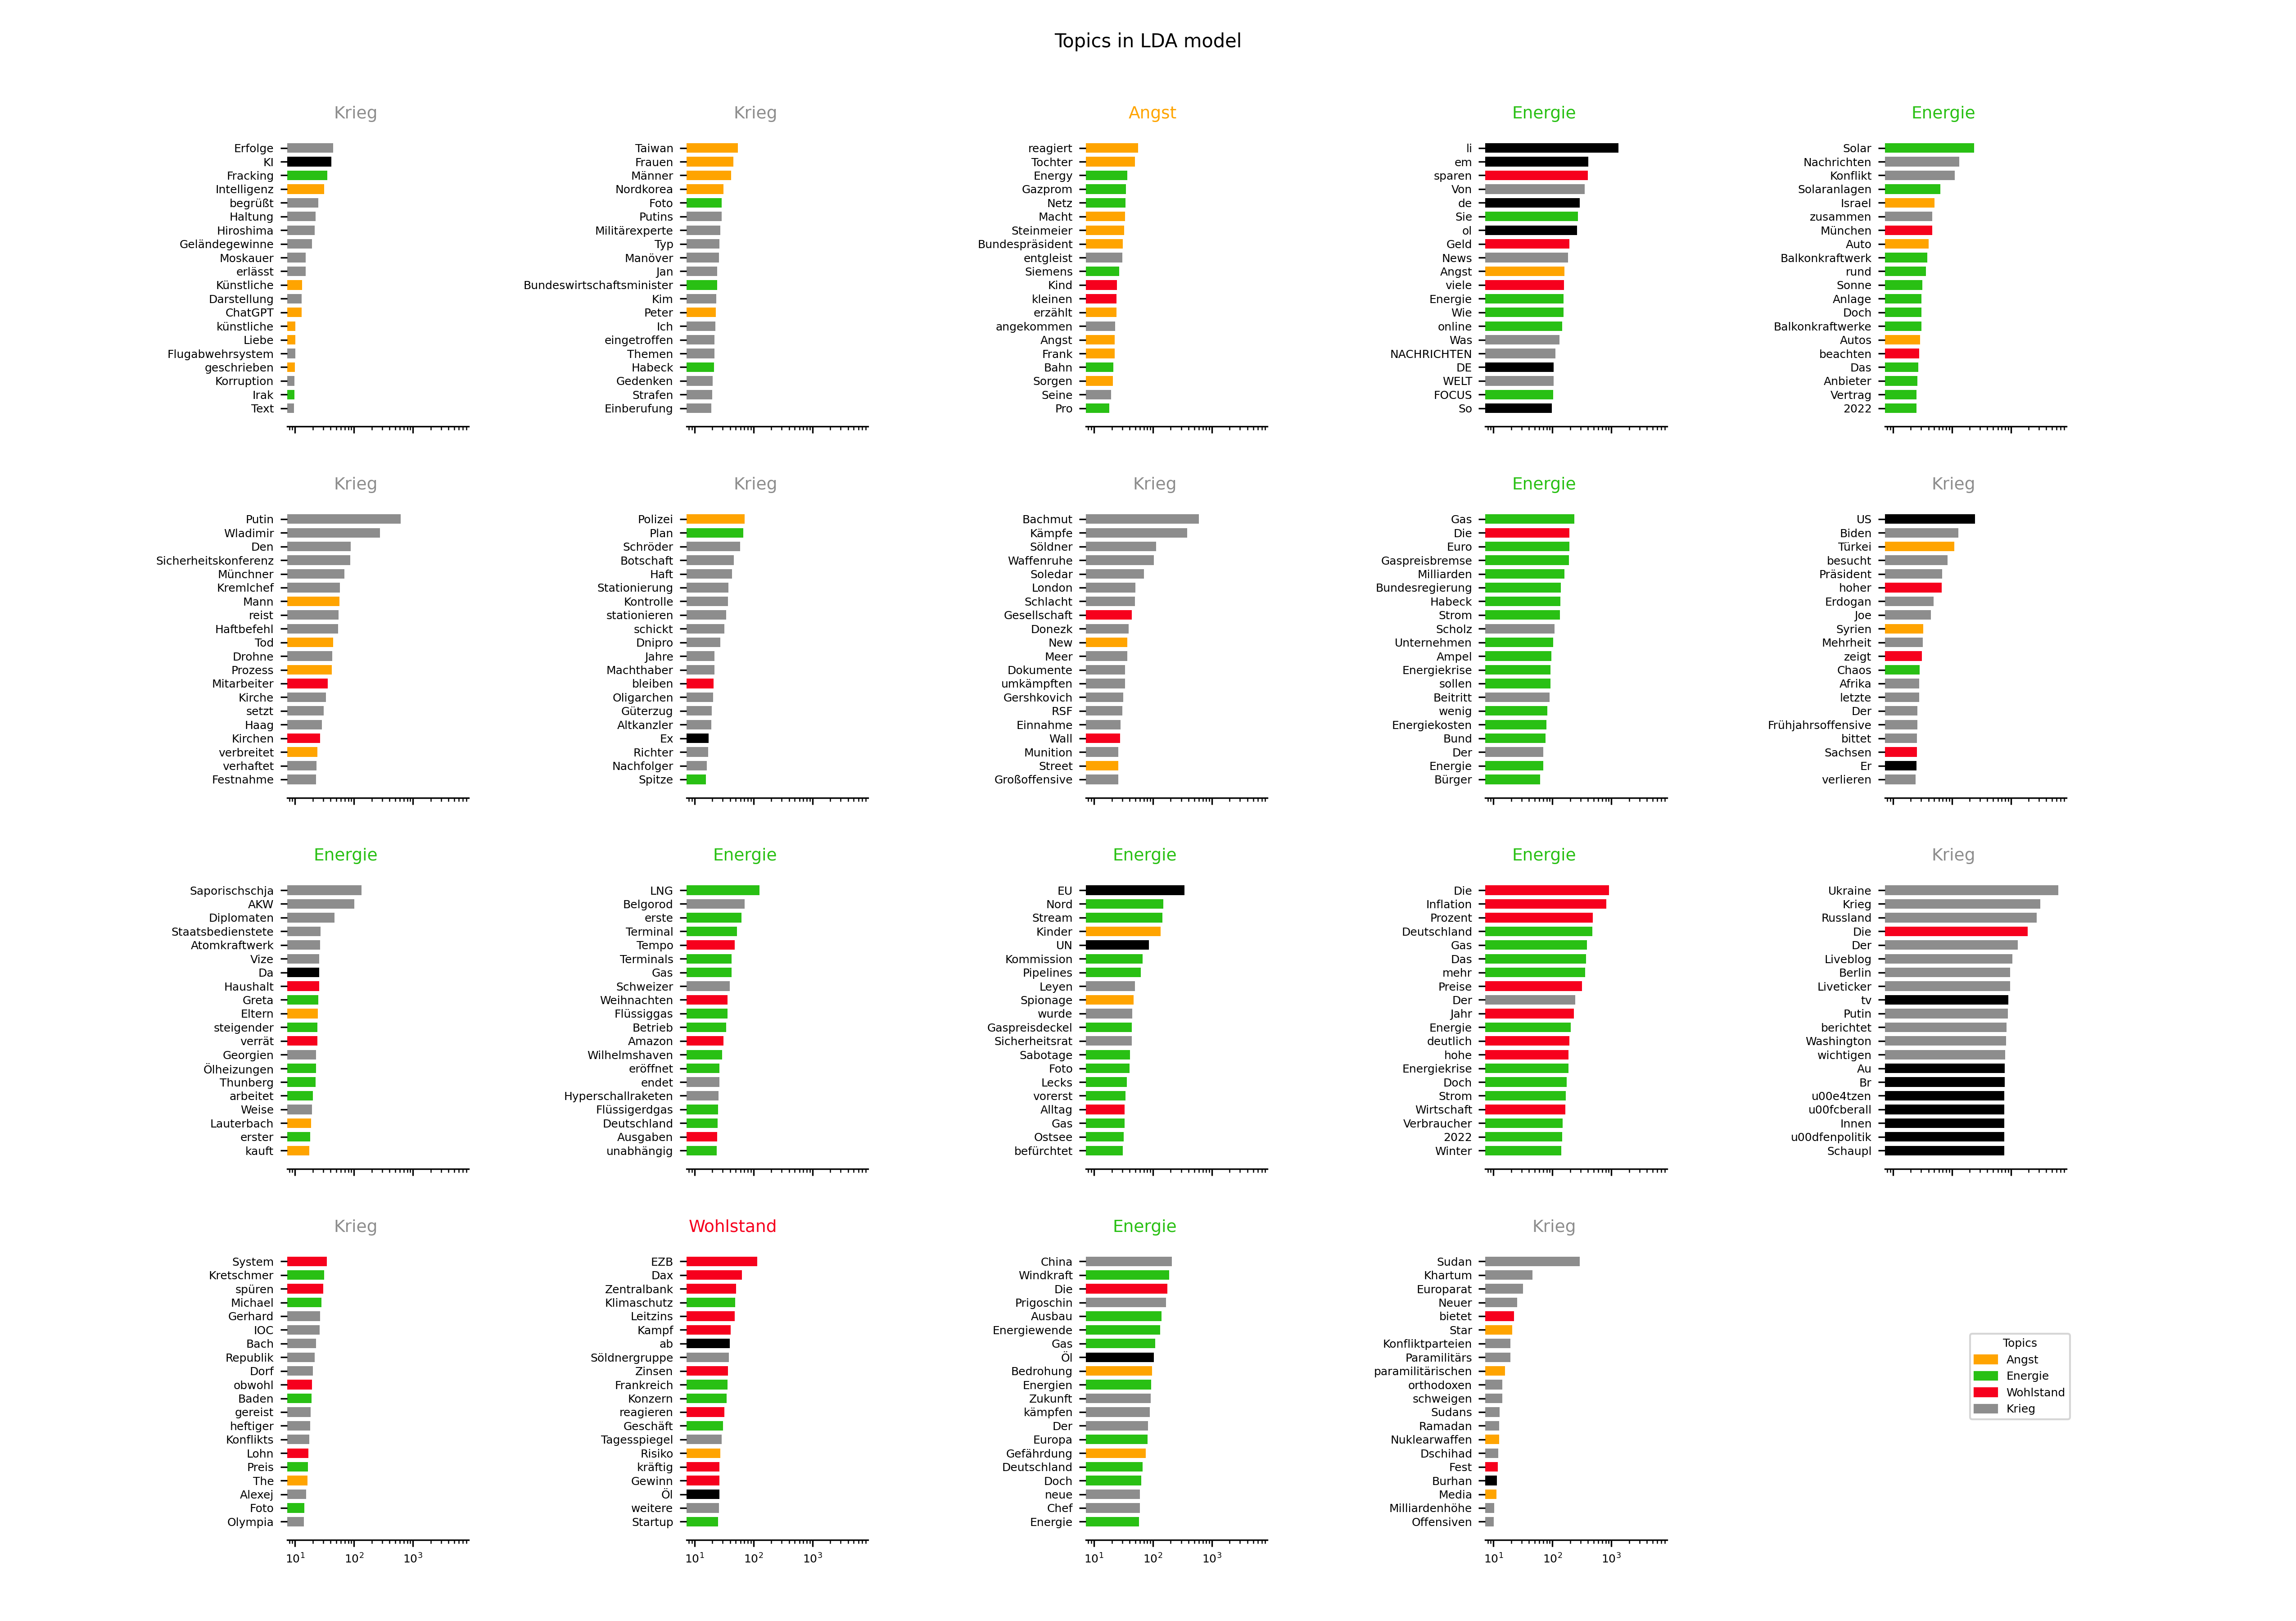 Topics in LDA model
Krieg
Erfolge
KI
Fracking
Intelligenz
begrüßt
Haltung
Hiroshima
Geländegewinne
Moskauer
erlässt
Künstliche
Darstellung
ChatGPT
künstliche
Liebe
Flugabwehrsystem
geschrieben
Korruption
Irak
Text
Krieg
Taiwan
Frauen
Männer
Nordkorea
Foto
Putins
Militärexperte
Typ
Manöver
Jan
Bundeswirtschaftsminister
Kim
Peter
Ich
eingetroffen
Themen
Habeck
Gedenken
Strafen
Einberufung
Angst
reagiert
Tochter
Energy
Gazprom
Netz
Macht
Steinmeier
Bundespräsident
entgleist
Siemens
Kind
kleinen
erzählt
angekommen
Angst
Frank
Bahn
Sorgen
Seine
Pro
Energie
li
em
sparen
Von
de
Sie
ol
Geld
News
Angst
viele
Energie
Wie
online
Was
NACHRICHTEN
DE
WELT
FOCUS
So
Energie
Solar
Nachrichten
Konflikt
Solaranlagen
Israel
zusammen
München
Auto
Balkonkraftwerk
rund
Sonne
Anlage
Doch
Balkonkraftwerke
Autos
beachten
Das
Anbieter
Vertrag
2022
Krieg
Putin
Wladimir
Den
Sicherheitskonferenz
Münchner
Kremlchef
Mann
reist
Haftbefehl
Tod
Drohne
Prozess
Mitarbeiter
Kirche
setzt
Haag
Kirchen
verbreitet
verhaftet
Festnahme
Krieg
Polizei
Plan
Schröder
Botschaft
Haft
Stationierung
Kontrolle
stationieren
schickt
Dnipro
Jahre
Machthaber
bleiben
Oligarchen
Güterzug
Altkanzler
Ex
Richter
Nachfolger
Spitze
Krieg
Bachmut
Kämpfe
Söldner
Waffenruhe
Soledar
London
Schlacht
Gesellschaft
Donezk
New
Meer
Dokumente
umkämpften
Gershkovich
RSF
Einnahme
Wall
Munition
Street
Großoffensive
Energie
Gas
Die
Euro
Gaspreisbremse
Milliarden
Bundesregierung
Habeck
Strom
Scholz
Unternehmen
Ampel
Energiekrise
sollen
Beitritt
wenig
Energiekosten
Bund
Der
Energie
Bürger
Krieg
US
Biden
Türkei
besucht
Präsident
hoher
Erdogan
Joe
Syrien
Mehrheit
zeigt
Chaos
Afrika
letzte
Der
Frühjahrsoffensive
bittet
Sachsen
Er
verlieren
Energie
Saporischschja
AKW
Diplomaten
Staatsbedienstete
Atomkraftwerk
Vize
Da
Haushalt
Greta
Eltern
steigender
verrät
Georgien
Ölheizungen
Thunberg
arbeitet
Weise
Lauterbach
erster
kauft
Energie
LNG
Belgorod
erste
Terminal
Tempo
Terminals
Gas
Schweizer
Weihnachten
Flüssiggas
Betrieb
Amazon
Wilhelmshaven
eröffnet
endet
Hyperschallraketen
Flüssigerdgas
Deutschland
Ausgaben
unabhängig
Energie
EU
Nord
Stream
Kinder
UN
Kommission
Pipelines
Leyen
Spionage
wurde
Gaspreisdeckel
Sicherheitsrat
Sabotage
Foto
Lecks
vorerst
Alltag
Gas
Ostsee
befürchtet
Energie
Die
Inflation
Prozent
Deutschland
Gas
Das
mehr
Preise
Der
Jahr
Energie
deutlich
hohe
Energiekrise
Doch
Strom
Wirtschaft
Verbraucher
2022
Winter
Krieg
Ukraine
Krieg
Russland
Die
Der
Liveblog
Berlin
Liveticker
tv
Putin
berichtet
Washington
wichtigen
Au
Br
u00e4tzen
u00fcberall
Innen
u00dfenpolitik
Schaupl
Krieg
System
Kretschmer
spüren
Michael
Gerhard
IOC
Bach
Republik
Dorf
obwohl
Baden
gereist
heftiger
Konflikts
Lohn
Preis
The
Alexej
Foto
Olympia
10¹ 10² 10³
Wohlstand
EZB
Dax
Zentralbank
Klimaschutz
Leitzins
Kampf
ab
Söldnergruppe
Zinsen
Frankreich
Konzern
reagieren
Geschäft
Tagesspiegel
Risiko
kräftig
Gewinn
Öl
weitere
Startup
10¹ 10² 10³
Energie
China
Windkraft
Die
Prigoschin
Ausbau
Energiewende
Gas
Öl
Bedrohung
Energien
Zukunft
kämpfen
Der
Europa
Gefährdung
Deutschland
Doch
neue
Chef
Energie
10¹ 10² 10³
Krieg
Sudan
Khartum
Europarat
Neuer
bietet
Star
Konfliktparteien
Paramilitärs
paramilitärischen
orthodoxen
schweigen
Sudans
Ramadan
Nuklearwaffen
Dschihad
Fest
Burhan
Media
Milliardenhöhe
Offensiven
10¹ 10² 10³
Topics
Angst
Energie
Wohlstand
Krieg